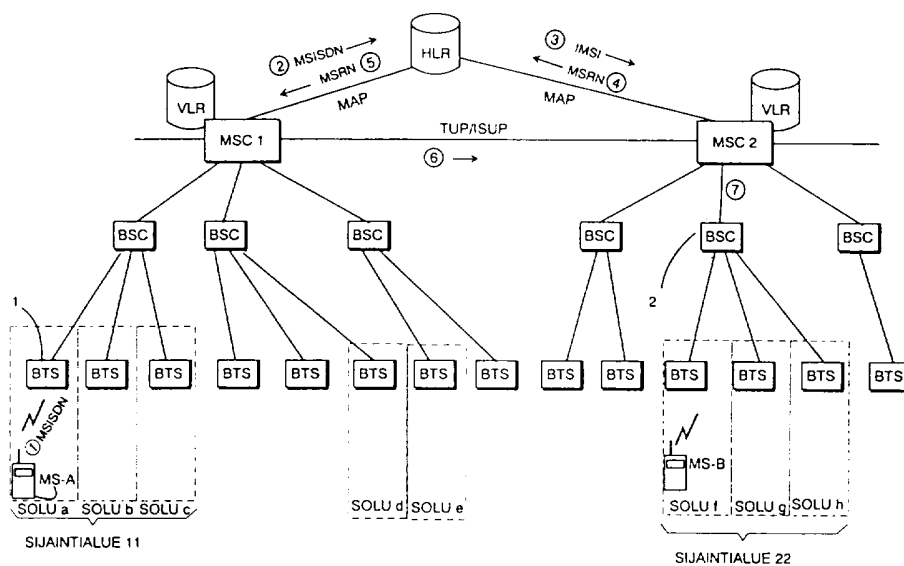 ② MSISDN
③ IMSI
HLR
MSRN ⑤
MSRN ④
VLR
MAP
MAP
VLR
TUP/ISUP
MSC 1
MSC 2
⑥
⑦
BSC
BSC
BSC
BSC
BSC
BSC
1
2
BTS
BTS
BTS
BTS
BTS
BTS
BTS
BTS
BTS
BTS
BTS
BTS
BTS
BTS
① MSISDN
MS-A
MS-B
SOLU a
SOLU b
SOLU c
SOLU d
SOLU e
SOLU f
SOLU g
SOLU h
SIJAINTIALUE 11
SIJAINTIALUE 22